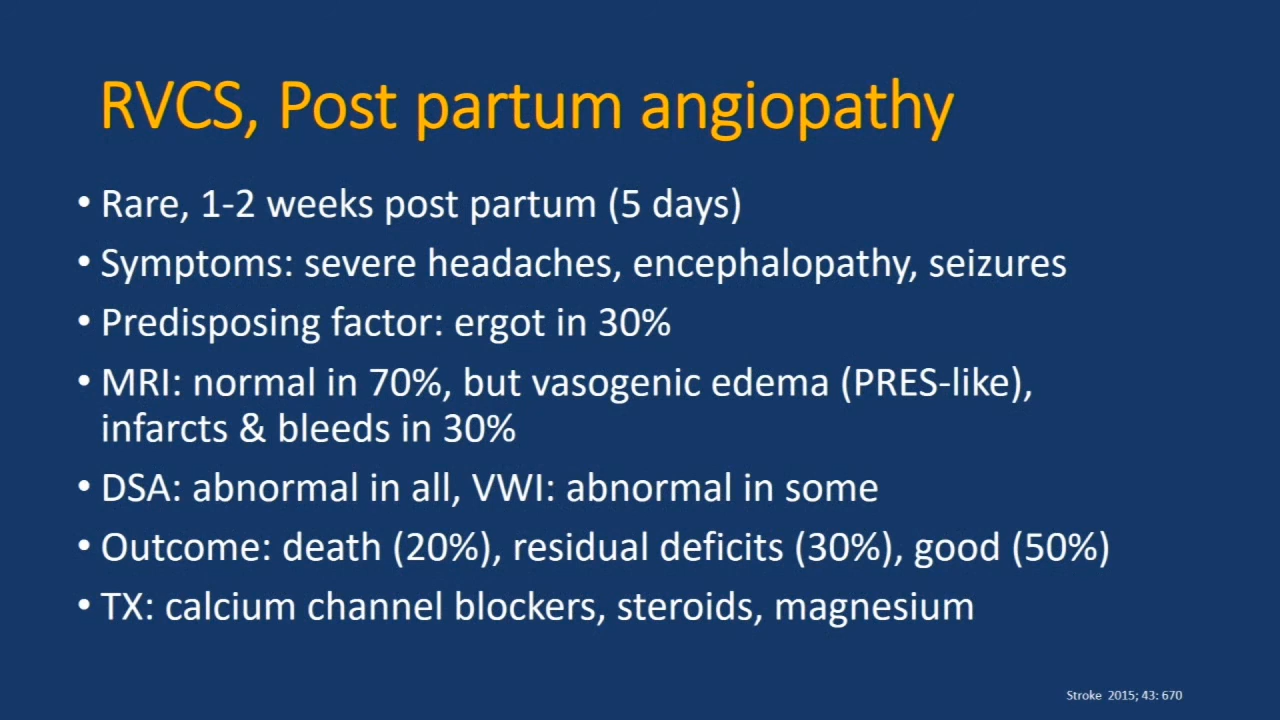 RVCS, Post partum angiopathy
• Rare, 1-2 weeks post partum (5 days)
• Symptoms: severe headaches, encephalopathy, seizures
• Predisposing factor: ergot in 30%
• MRI: normal in 70%, but vasogenic edema (PRES-like),
infarcts & bleeds in 30%
• DSA: abnormal in all, VWI: abnormal in some
• Outcome: death (20%), residual deficits (30%), good (50%)
• TX: calcium channel blockers, steroids, magnesium
Stroke 2015; 43: 670